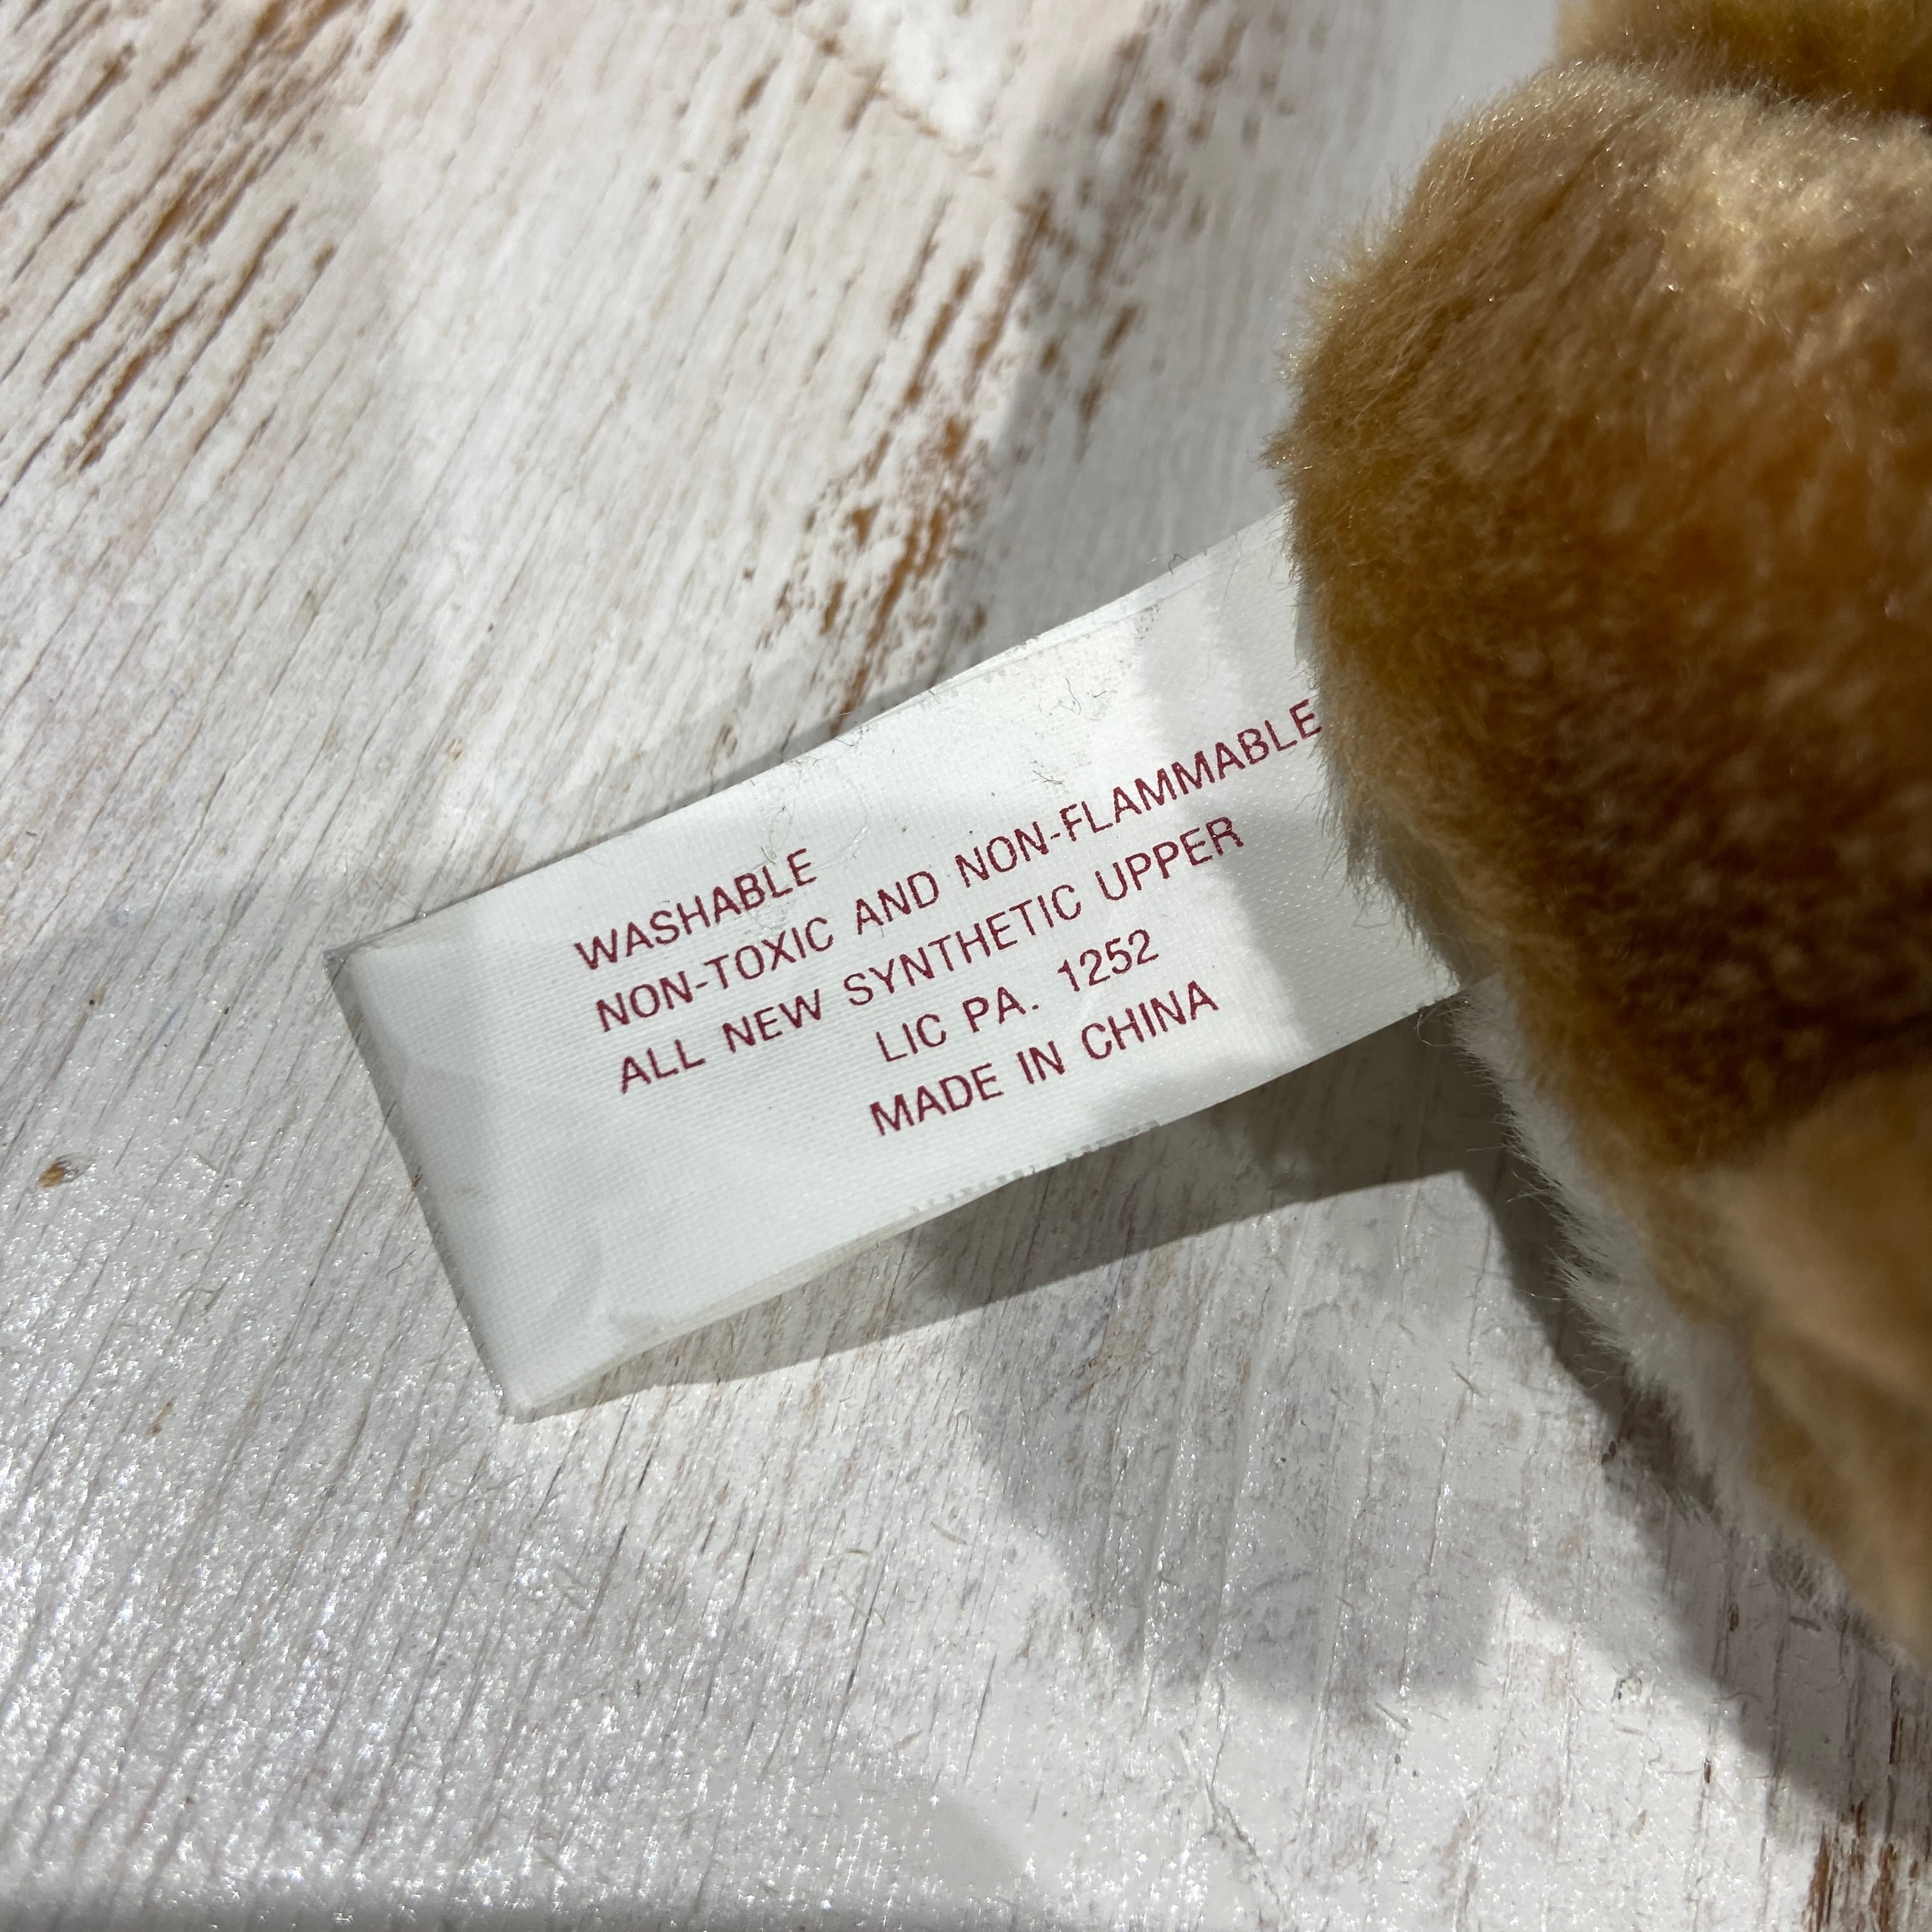 WASHABLE
NON-TOXIC AND NON-FLAMMABLE
ALL NEW SYNTHETIC UPPER
LIC PA. 1252
MADE IN CHINA